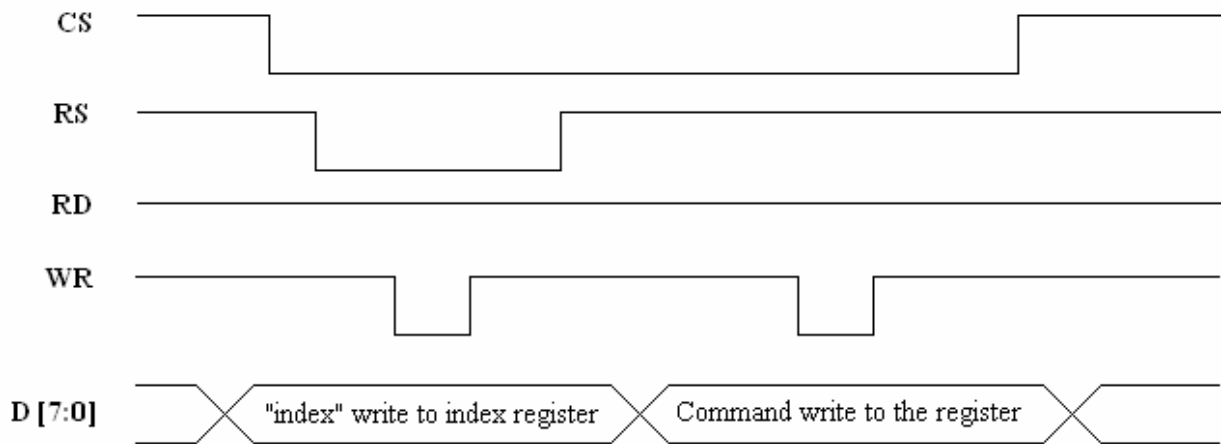 CS
RS
RD
WR
D [7:0]
"index" write to index register
Command write to the register